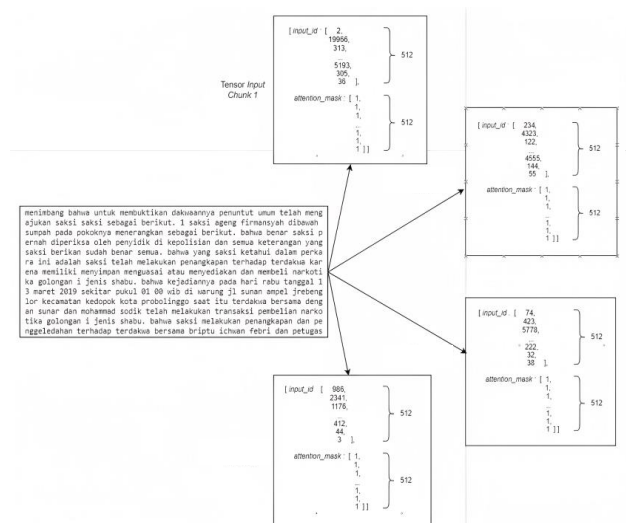 Tensor Input
Chunk 1
[ input_id : [ 2,
19966,
313,
...
5193,
305,
36 ],
512
attention_mask : [ 1,
1,
1,
...
1,
1,
1 ]]
512
[ input_id : [ 234,
4323,
122,
...
4555,
144,
55 ],
512
attention_mask : [ 1,
1,
1,
...
1,
1,
1 ]]
512
menimbang bahwa untuk membuktikan dakwaannya penuntut umum telah meng
ajukan saksi saksi sebagai berikut. 1 saksi ageng firmansyah dibawah
sumpah pada pokoknya menerangkan sebagai berikut. bahwa benar saksi p
ernah diperiksa oleh penyidik di kepolisian dan semua keterangan yang
saksi berikan sudah benar semua. bahwa yang saksi ketahui dalam perka
ra ini adalah saksi telah melakukan penangkapan terhadap terdakwa kar
ena memiliki menyimpan menguasai atau menyediakan dan membeli narkoti
ka golongan i jenis shabu. bahwa kejadiannya pada hari rabu tanggal 1
3 maret 2019 sekitar pukul 01 00 wib di warung jl sunan ampel jrebeng
lor kecamatan kedopok kota probolinggo saat itu terdakwa bersama deng
an sunar dan mohammad sodik telah melakukan transaksi pembelian narko
tika golongan i jenis shabu. bahwa saksi melakukan penangkapan dan pe
nggeledahan terhadap terdakwa bersama briptu ichwan febri dan petugas
[ input_id : [ 74,
423,
5778,
...
222,
32,
38 ],
512
attention_mask : [ 1,
1,
1,
...
1,
1,
1 ]]
512
[ input_id [ 986,
2341,
1176,
...
412,
44,
3 ],
512
attention_mask : [ 1,
1,
1,
...
1,
1,
1 ]]
512